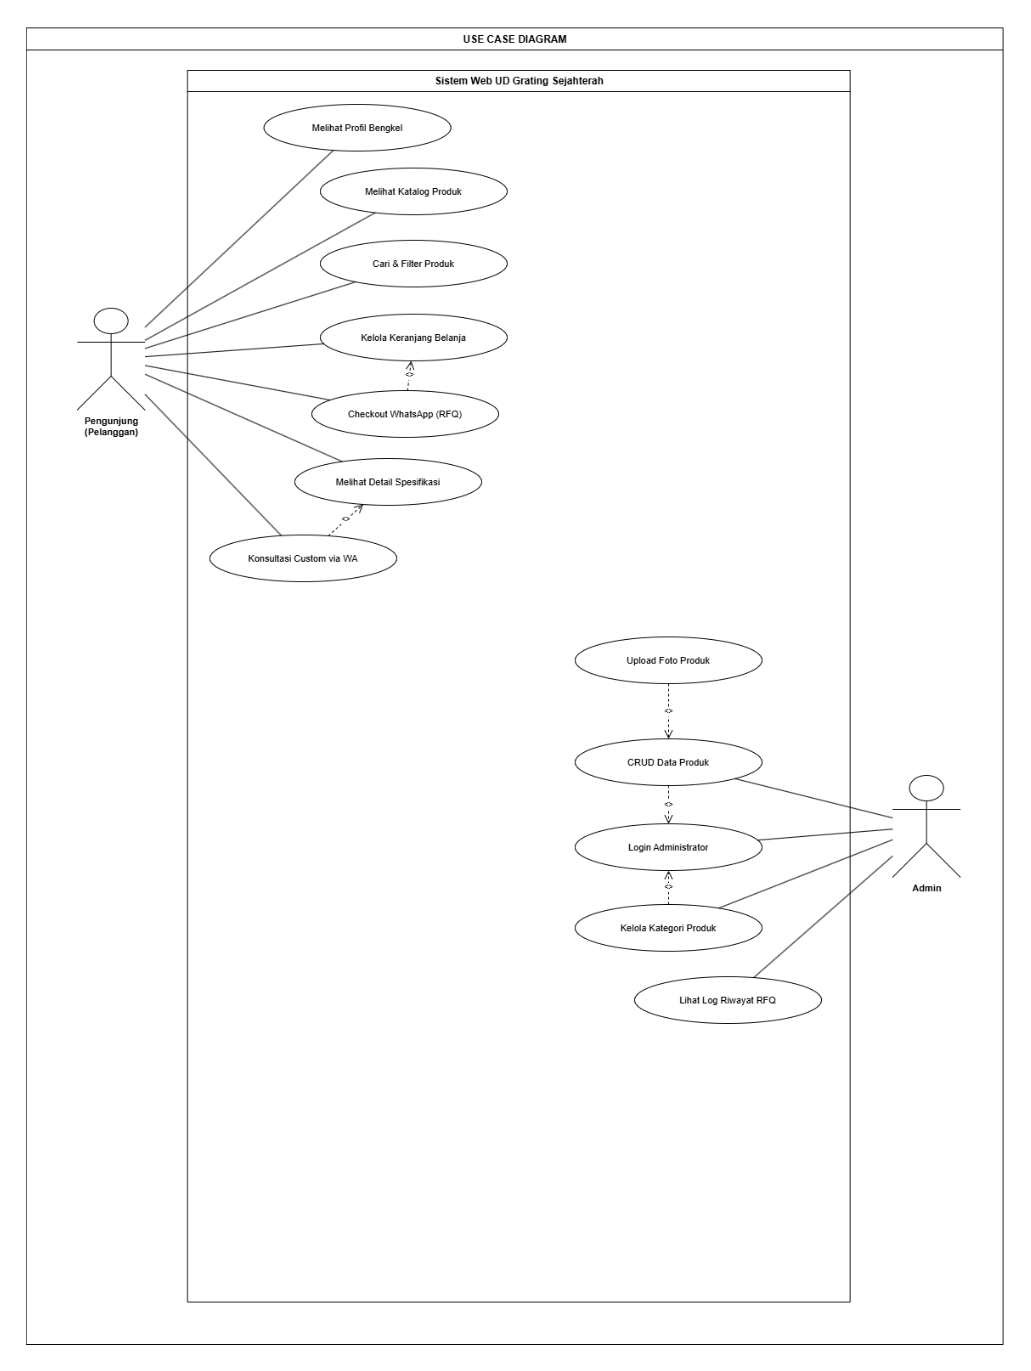 USE CASE DIAGRAM
Sistem Web UD Grating Sejahterah
Melihat Profil Bengkel
Melihat Katalog Produk
Cari & Filter Produk
Kelola Keranjang Belanja
<>
Checkout WhatsApp (RFQ)
Pengunjung
(Pelanggan)
Melihat Detail Spesifikasi
<>
Konsultasi Custom via WA
Upload Foto Produk
<>
CRUD Data Produk
<>
Login Administrator
<>
Admin
Kelola Kategori Produk
Lihat Log Riwayat RFQ